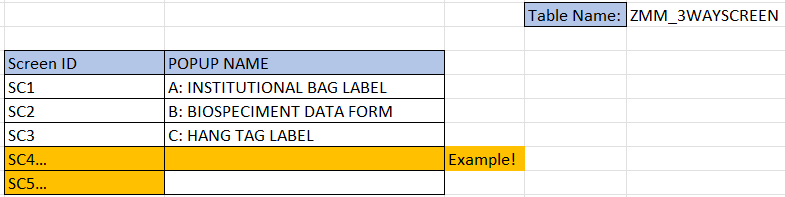 Table Name: ZMM_3WAYSCREEN
Screen ID POPUP NAME
SC1 A: INSTITUTIONAL BAG LABEL
SC2 B: BIOSPECIMENT DATA FORM
SC3 C: HANG TAG LABEL
SC4... Example!
SC5...